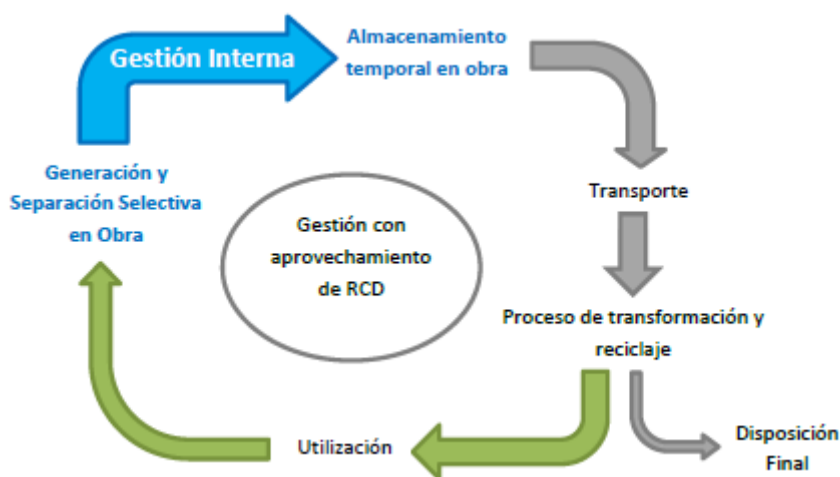 Gestión Interna
Almacenamiento
temporal en obra
Generación y
Separación Selectiva
en Obra
Transporte
Gestión con
aprovechamiento
de RCD
Proceso de transformación y
reciclaje
Utilización
Disposición
Final